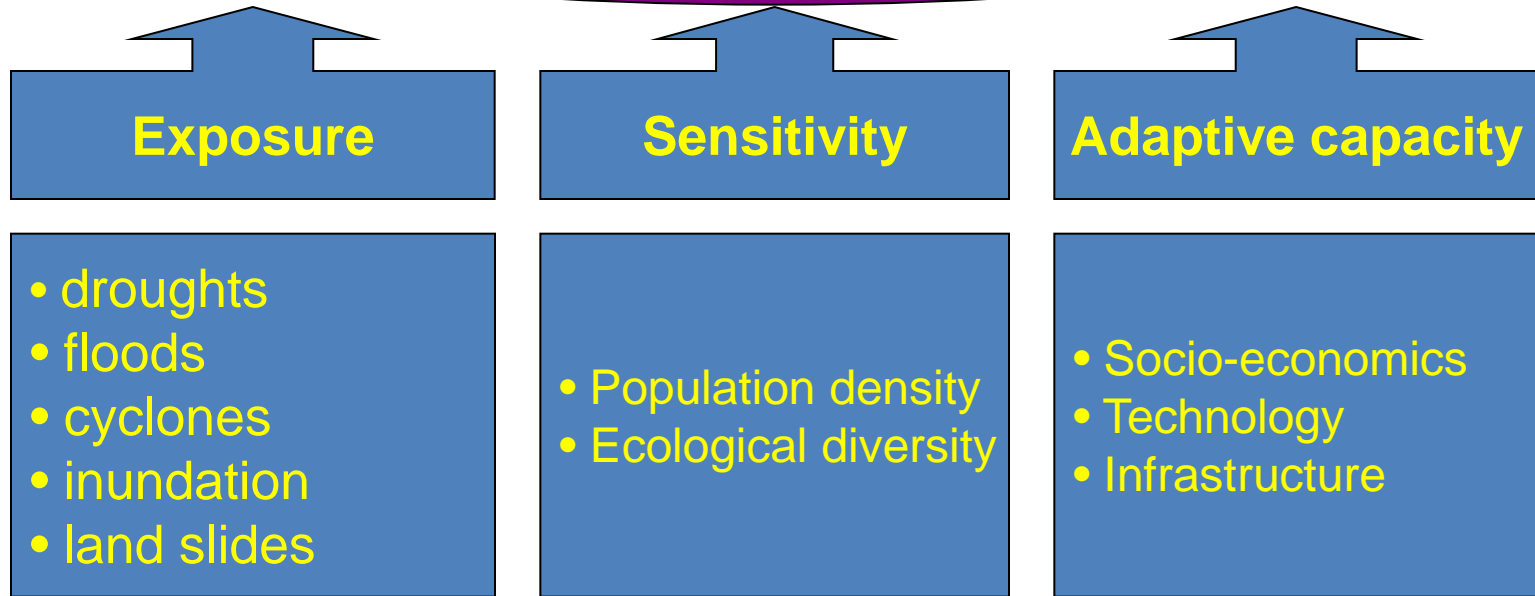 Exposure
Sensitivity
Adaptive capacity
• droughts
• floods
• cyclones
• inundation
• land slides
• Population density
• Ecological diversity
• Socio-economics
• Technology
• Infrastructure